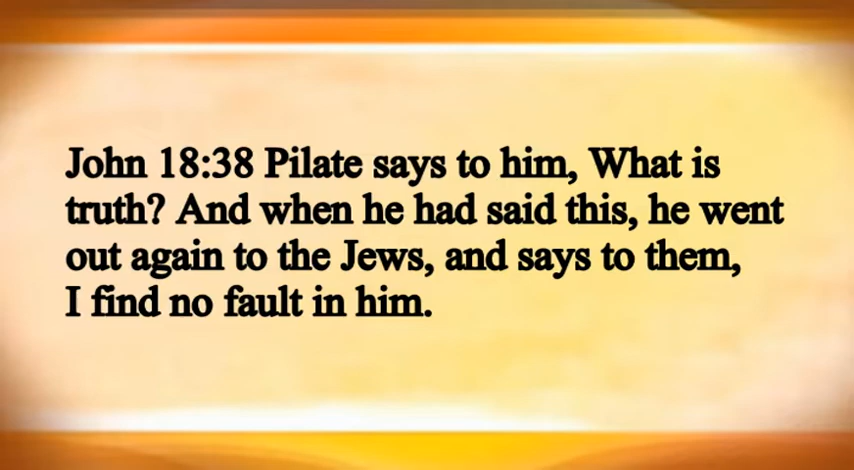 John 18:38 Pilate says to him, What is
truth? And when he had said this, he went
out again to the Jews, and says to them,
I find no fault in him.